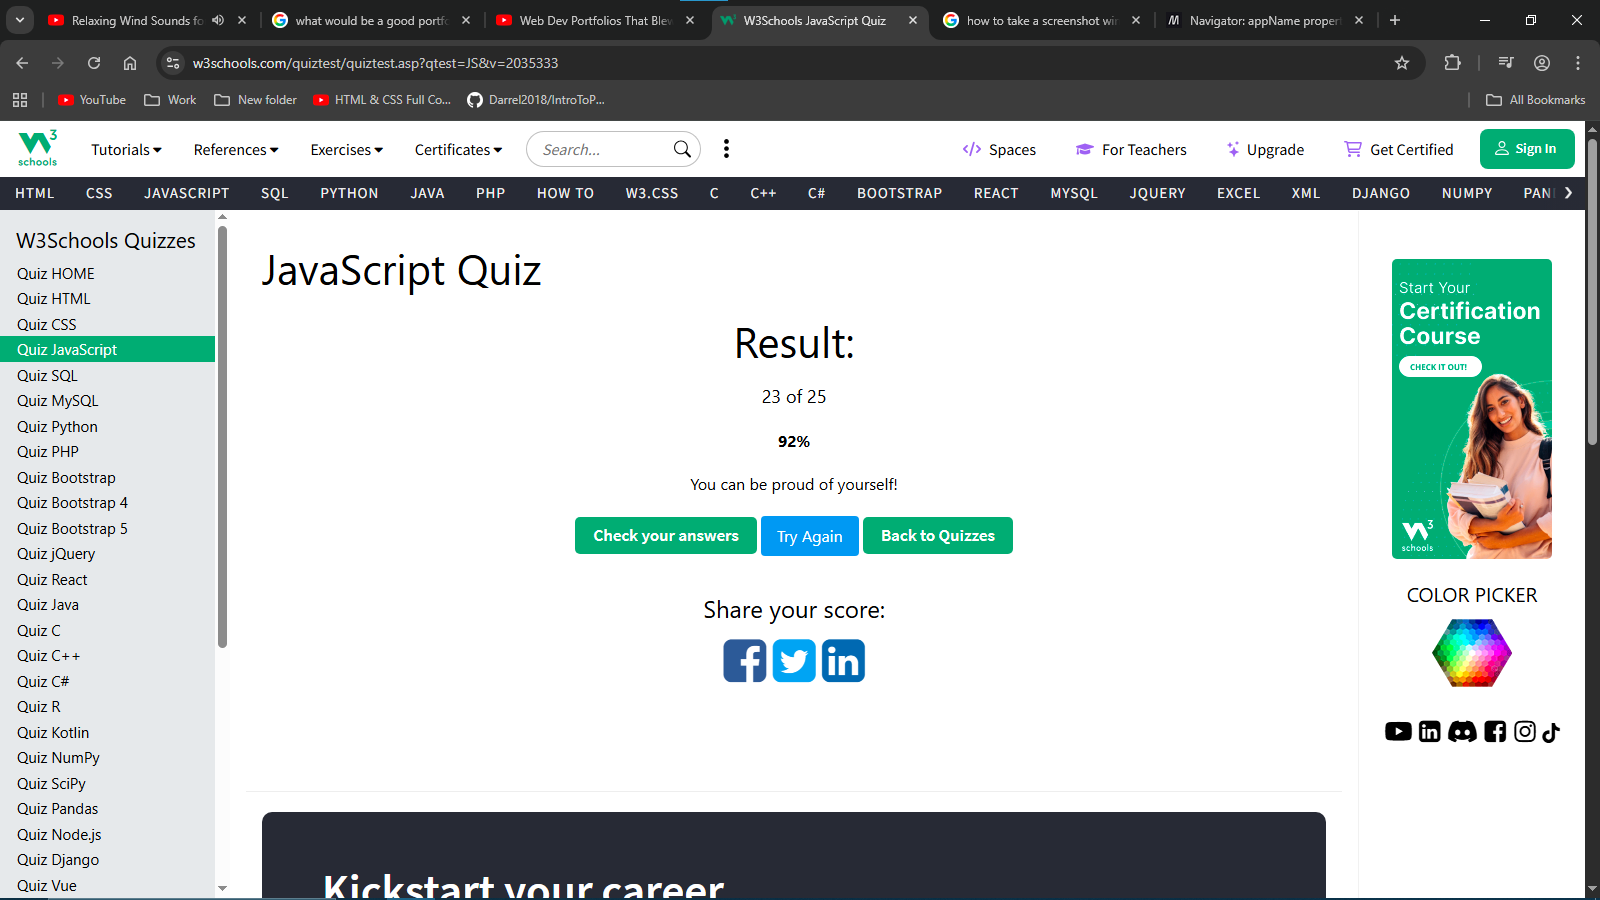 Relaxing Wind Sounds fo
what would be a good portfo
Web Dev Portfolios That Blew
W3Schools JavaScript Quiz
how to take a screenshot win
Navigator: appName propert
w3schools.com/quiztest/quiztest.asp?qtest=JS&v=2035333
YouTube
Work
New folder
HTML & CSS Full Co...
Darrel2018/IntroToP...
All Bookmarks
W3 schools
Tutorials
References
Exercises
Certificates
Search...
Spaces
For Teachers
Upgrade
Get Certified
Sign In
HTML CSS JAVASCRIPT SQL PYTHON JAVA PHP HOW TO W3.CSS C C++ C# BOOTSTRAP REACT MYSQL JQUERY EXCEL XML DJANGO NUMPY PAN
W3Schools Quizzes
Quiz HOME
Quiz HTML
Quiz CSS
Quiz JavaScript
Quiz SQL
Quiz MySQL
Quiz Python
Quiz PHP
Quiz Bootstrap
Quiz Bootstrap 4
Quiz Bootstrap 5
Quiz jQuery
Quiz React
Quiz Java
Quiz C
Quiz C++
Quiz C#
Quiz R
Quiz Kotlin
Quiz NumPy
Quiz SciPy
Quiz Pandas
Quiz Node.js
Quiz Django
Quiz Vue
JavaScript Quiz
Result:
23 of 25
92%
You can be proud of yourself!
Check your answers
Try Again
Back to Quizzes
Share your score:
Kickstart your career
Start Your
Certification
Course
CHECK IT OUT!
W3 schools
COLOR PICKER